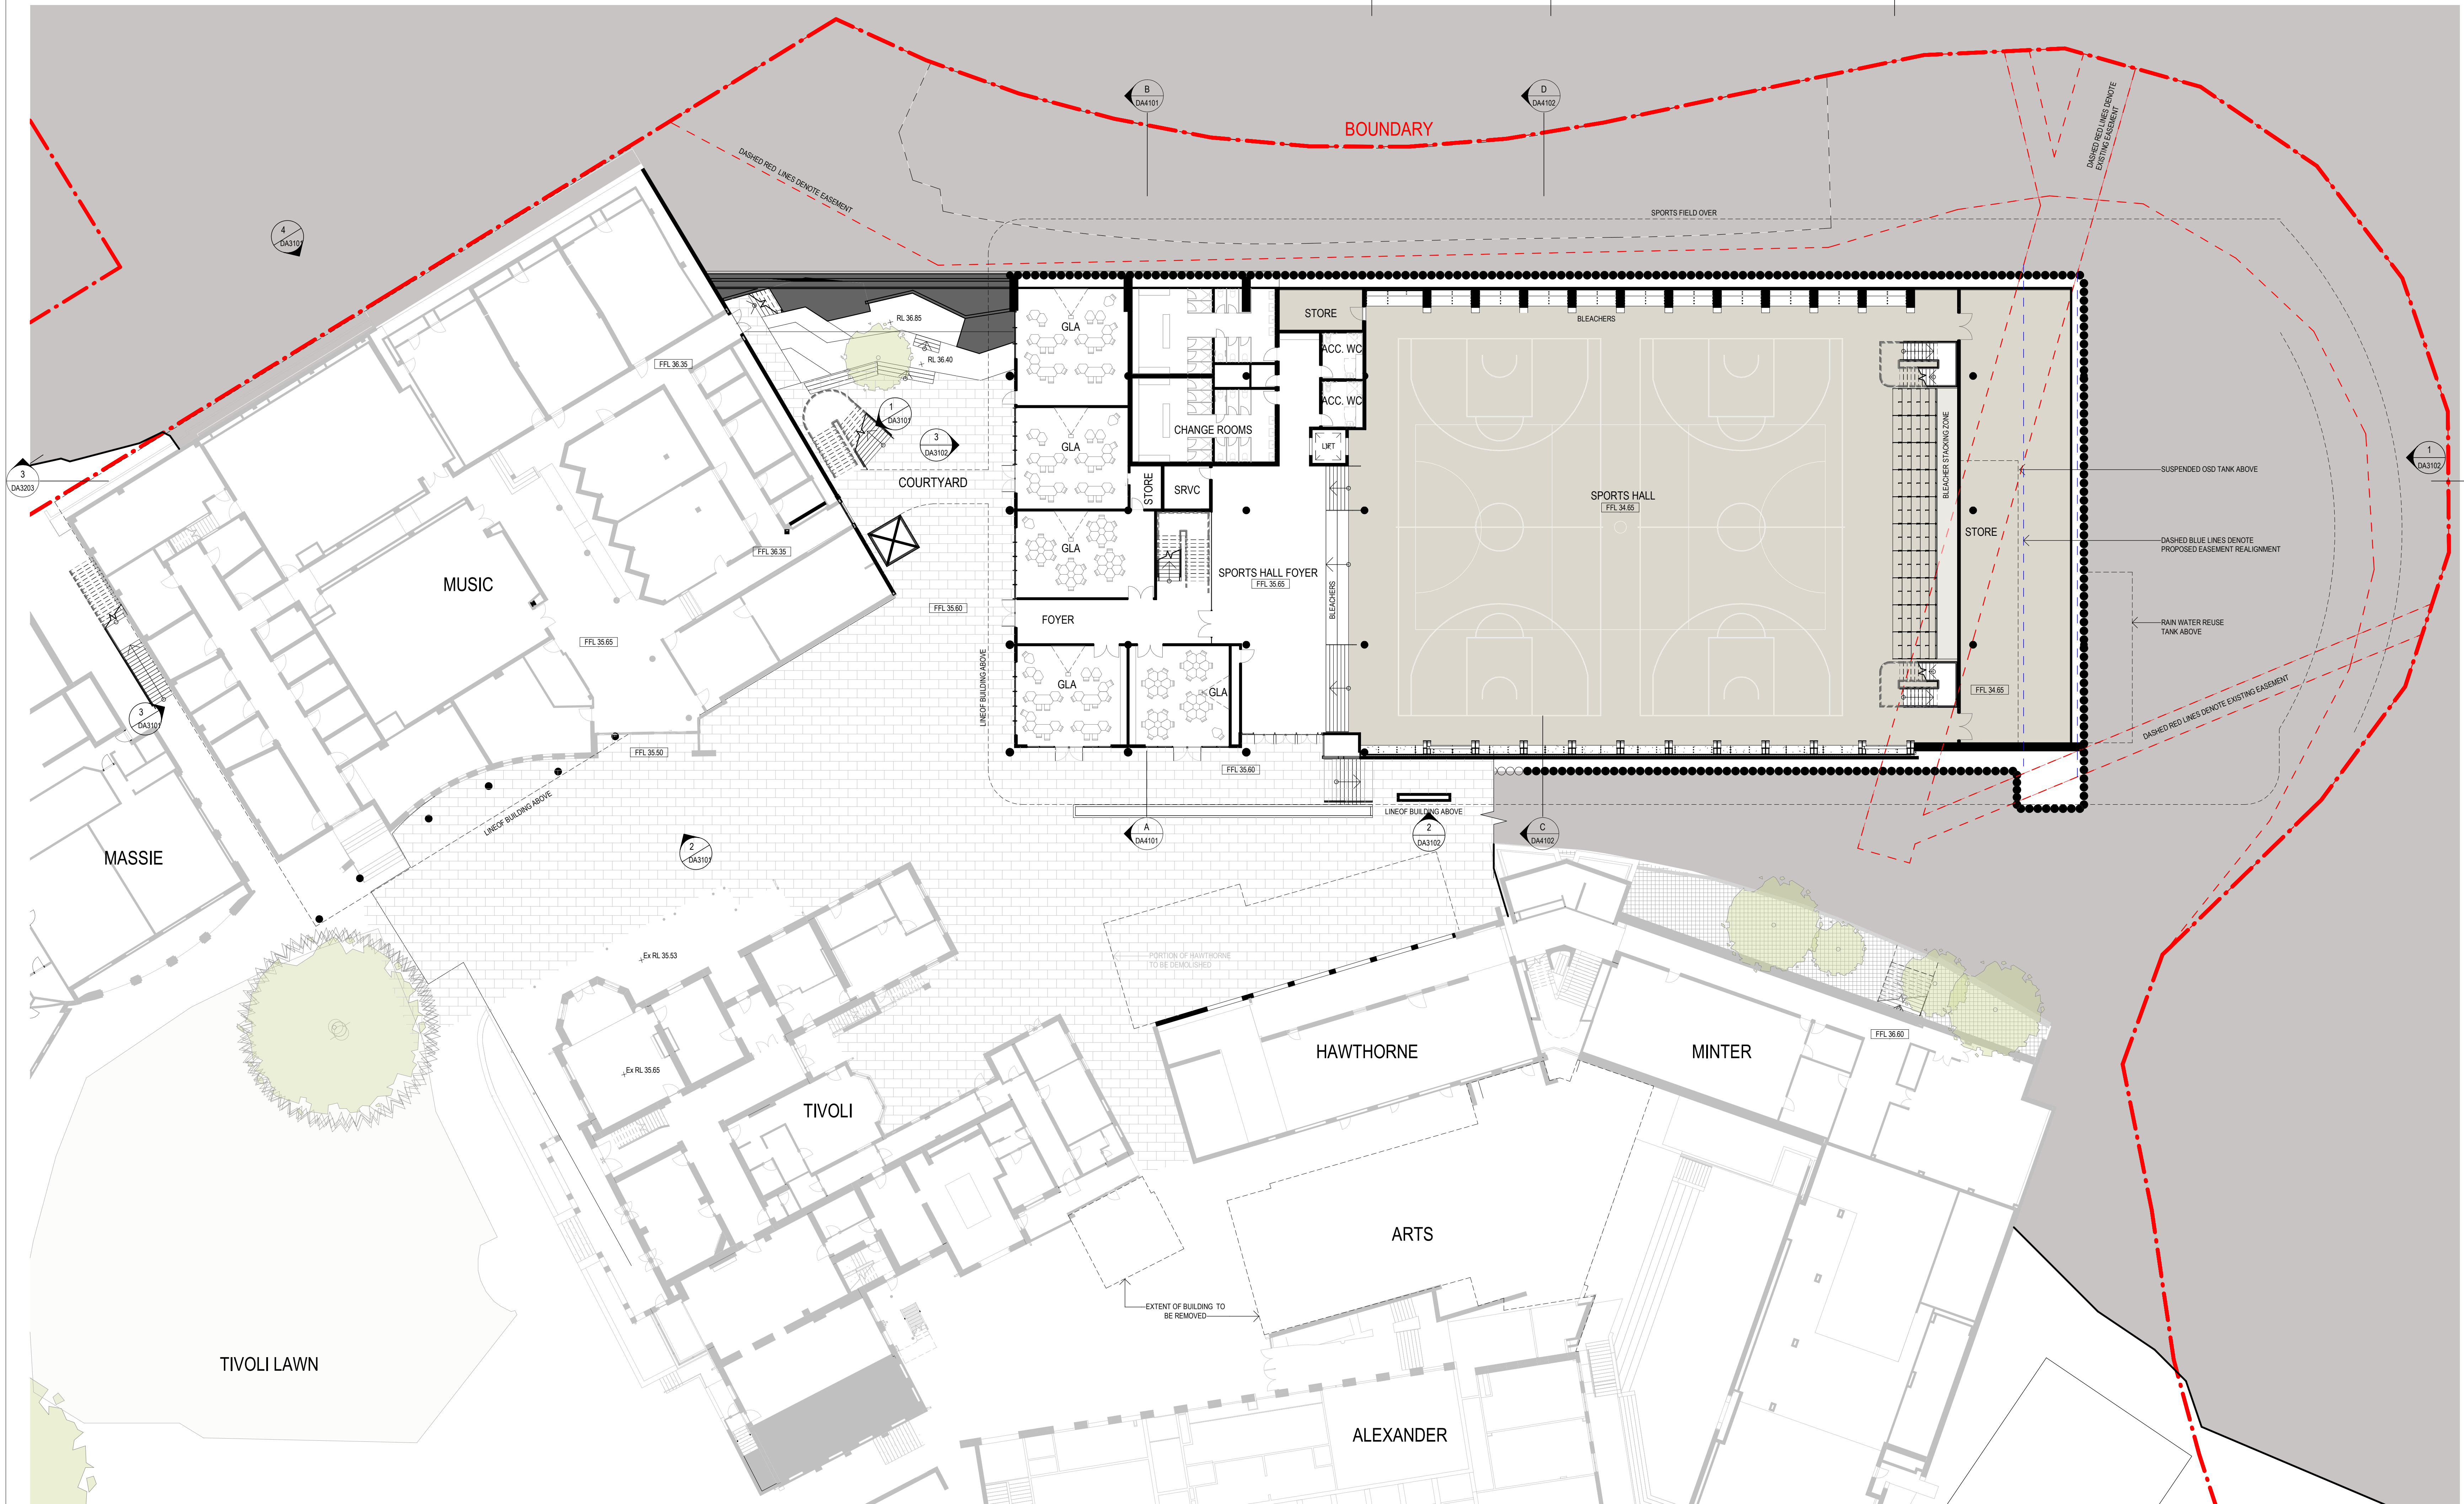 B
DA4101
D
DA4102
BOUNDARY
DASHED RED LINES DENOTE
EXISTING EASEMENT
DASHED RED LINES DENOTE EASEMENT
SPORTS FIELD OVER
4
DA3101
RL 36.85
RL 36.40
GLA
STORE
BLEACHERS
ACC. WC
ACC. WC
FFL 36.35
1
DA3101
3
DA3102
CHANGE ROOMS
GLA
LIFT
3
DA3203
COURTYARD
STORE
SRVC
SPORTS HALL
FFL 34.65
BLEACHER STACKING ZONE
1
DA3102
SUSPENDED OSD TANK ABOVE
STORE
DASHED BLUE LINES DENOTE
PROPOSED EASEMENT REALIGNMENT
FFL 36.35
GLA
SPORTS HALL FOYER
FFL 35.65
BLEACHERS
MUSIC
FFL 35.60
FOYER
RAIN WATER REUSE
TANK ABOVE
FFL 35.65
LINEOF BUILDING ABOVE
GLA
GLA
FFL 34.65
DASHED RED LINES DENOTE EXISTING EASEMENT
3
DA3101
FFL 35.50
FFL 35.60
LINEOF BUILDING ABOVE
LINEOF BUILDING ABOVE
A
DA4101
2
DA3102
C
DA4102
2
DA3101
MASSIE
Ex RL 35.53
PORTION OF HAWTHORNE
TO BE DEMOLISHED
FFL 36.60
HAWTHORNE
MINTER
Ex RL 35.65
TIVOLI
ARTS
EXTENT OF BUILDING TO
BE REMOVED
TIVOLI LAWN
ALEXANDER